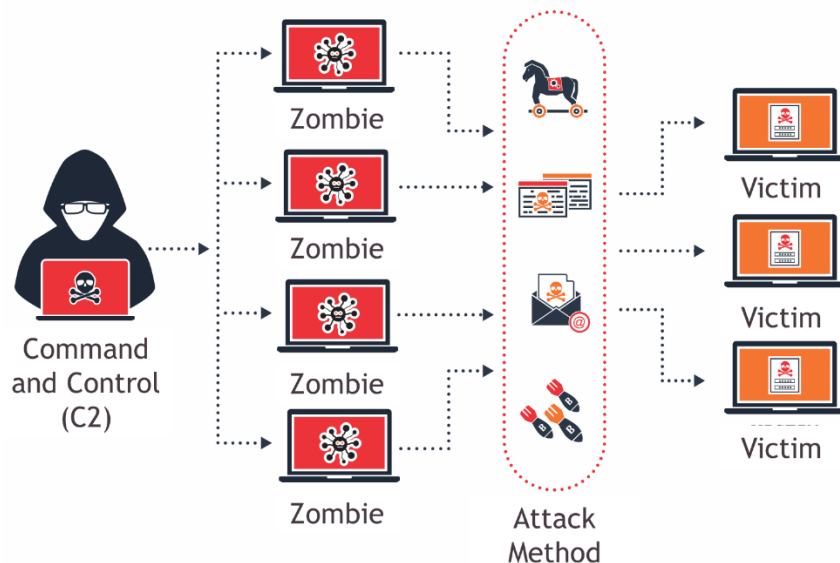 Zombie
Zombie
Zombie
Zombie
Command
and Control
(C2)
Attack
Method
Victim
Victim
Victim
@
B
B